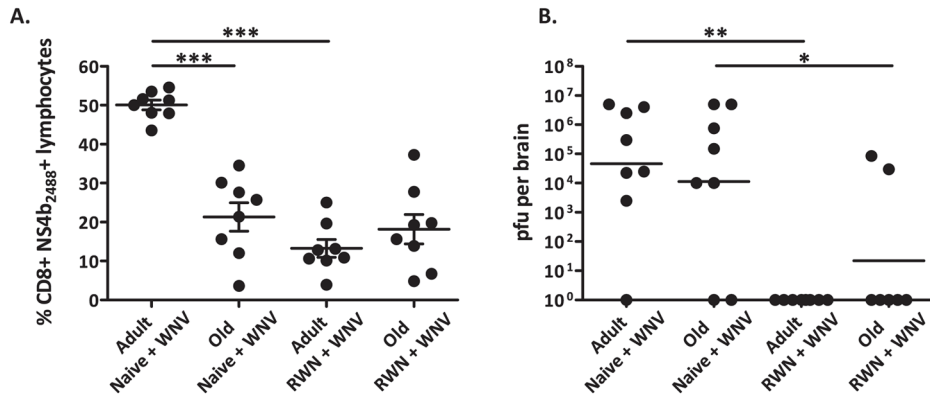 A.
***
***
% CD8+ NS4b2488+ lymphocytes
60
50
40
30
20
10
0
Adult
Naive + WNV
Old
Naive + WNV
Adult
RWN + WNV
Old
RWN + WNV
B.
**
*
pfu per brain
10^8
10^7
10^6
10^5
10^4
10^3
10^2
10^1
10^0
Adult
Naive + WNV
Old
Naive + WNV
Adult
RWN + WNV
Old
RWN + WNV